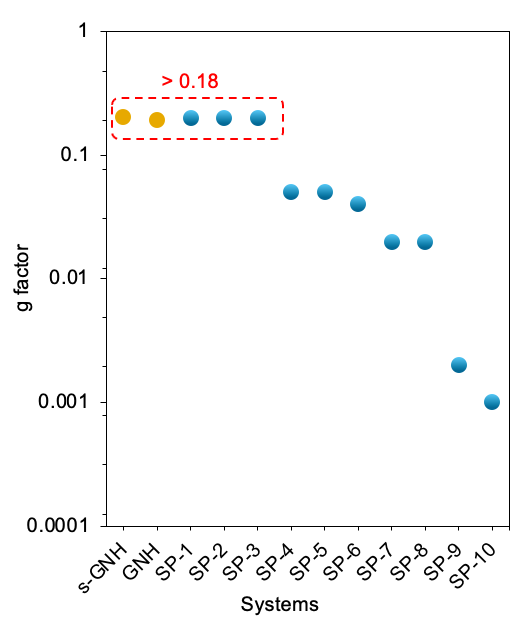 1
> 0.18
0.1
0.01
0.001
0.0001
g factor
s-GNH
GNH
SP-1
SP-2
SP-3
SP-4
SP-5
SP-6
SP-7
SP-8
SP-9
SP-10
Systems